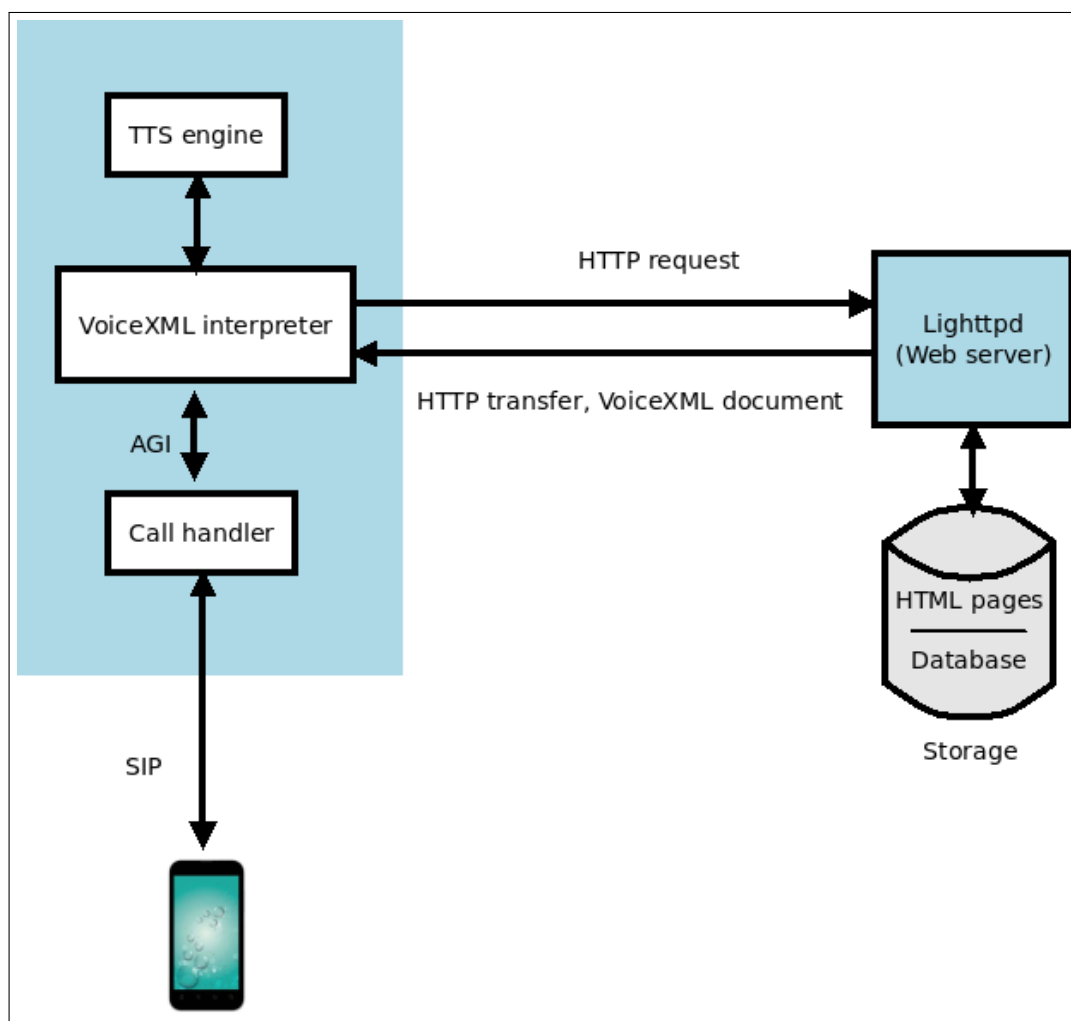 TTS engine
HTTP request
VoiceXML interpreter
Lighttpd
(Web server)
HTTP transfer, VoiceXML document
AGI
Call handler
HTML pages
Database
Storage
SIP